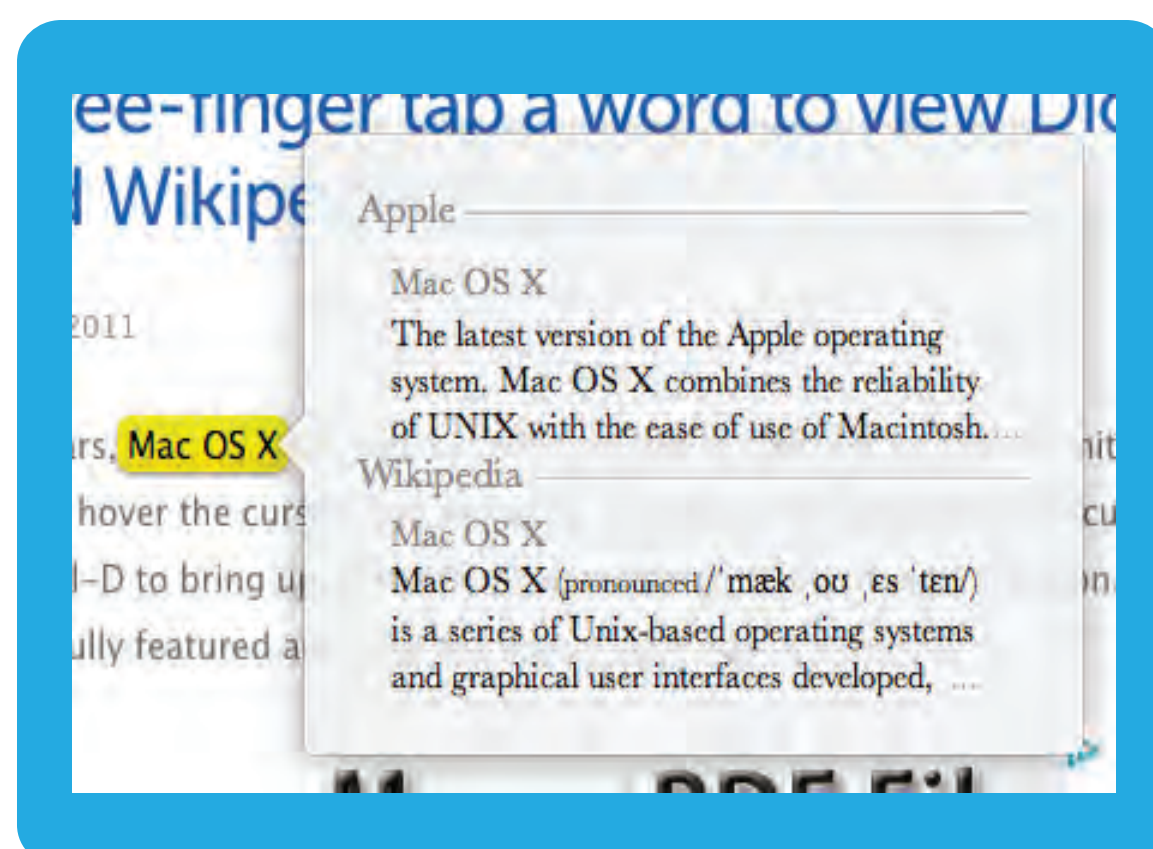 ee-finger tap a word to view Dic
d Wikipe
Apple
Mac OS X
The latest version of the Apple operating
2011
system. Mac OS X combines the reliability
of UNIX with the ease of use of Macintosh. ...
rs, Mac OS X
Wikipedia
hover the curs
Mac OS X
Mac OS X (pronounced /ˈmæk ˌoʊ ˌɛs ˈtɛn/)
l-D to bring up
is a series of Unix-based operating systems
ully featured a
and graphical user interfaces developed, ...